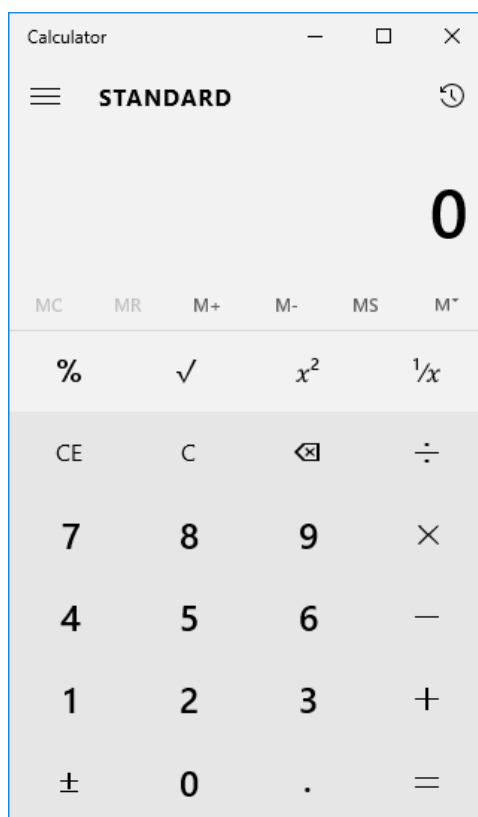 Calculator
STANDARD
0
MC MR M+ M- MS M˅
% √ x² ¹/x
CE C ÷
7 8 9 ×
4 5 6 −
1 2 3 +
± 0 . =